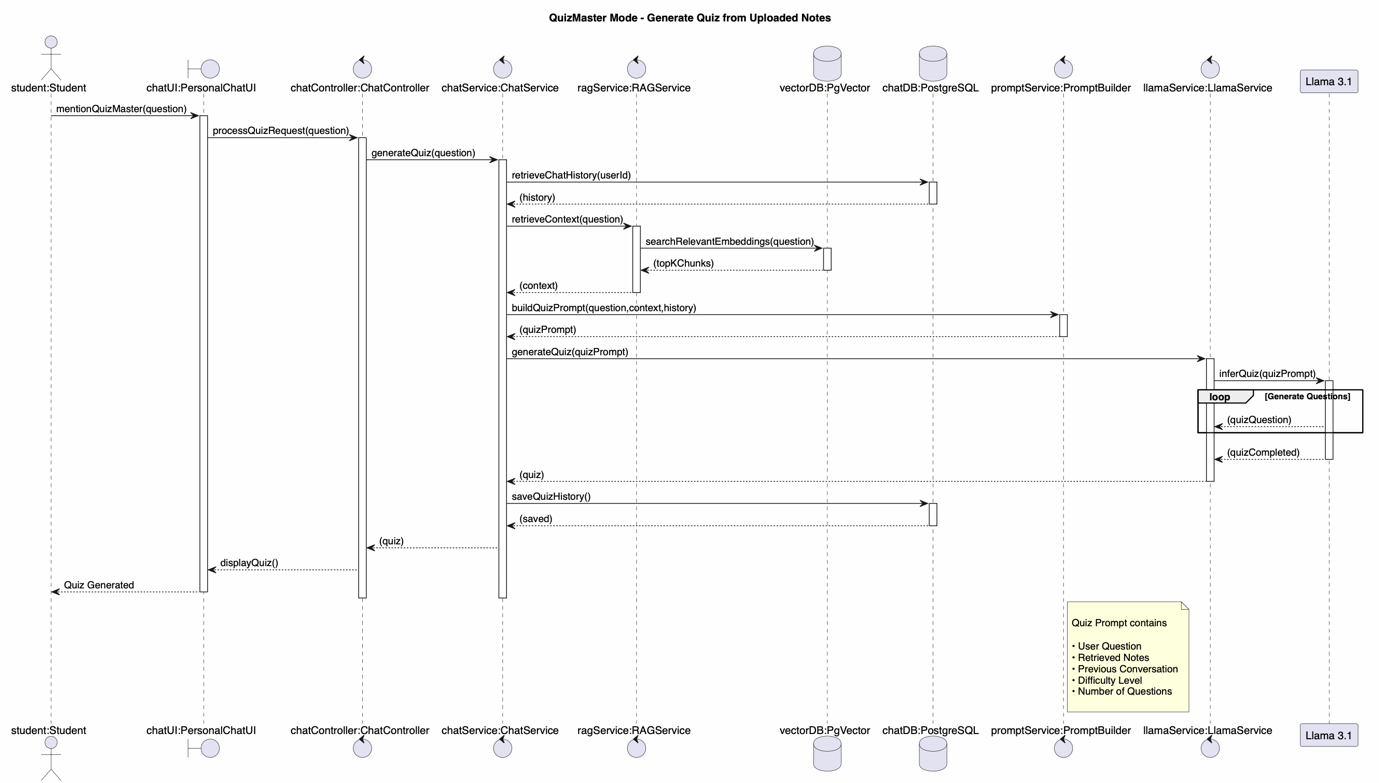 QuizMaster Mode - Generate Quiz from Uploaded Notes
student:Student
chatUI:PersonalChatUI
chatController:ChatController
chatService:ChatService
ragService:RAGService
vectorDB:PgVector
chatDB:PostgreSQL
promptService:PromptBuilder
llamaService:LlamaService
Llama 3.1
mentionQuizMaster(question)
processQuizRequest(question)
generateQuiz(question)
retrieveChatHistory(userId)
(history)
retrieveContext(question)
searchRelevantEmbeddings(question)
(topKChunks)
(context)
buildQuizPrompt(question,context,history)
(quizPrompt)
generateQuiz(quizPrompt)
inferQuiz(quizPrompt)
loop [Generate Questions]
(quizQuestion)
(quizCompleted)
(quiz)
saveQuizHistory()
(saved)
(quiz)
displayQuiz()
Quiz Generated
Quiz Prompt contains
• User Question
• Retrieved Notes
• Previous Conversation
• Difficulty Level
• Number of Questions
student:Student
chatUI:PersonalChatUI
chatController:ChatController
chatService:ChatService
ragService:RAGService
vectorDB:PgVector
chatDB:PostgreSQL
promptService:PromptBuilder
llamaService:LlamaService
Llama 3.1